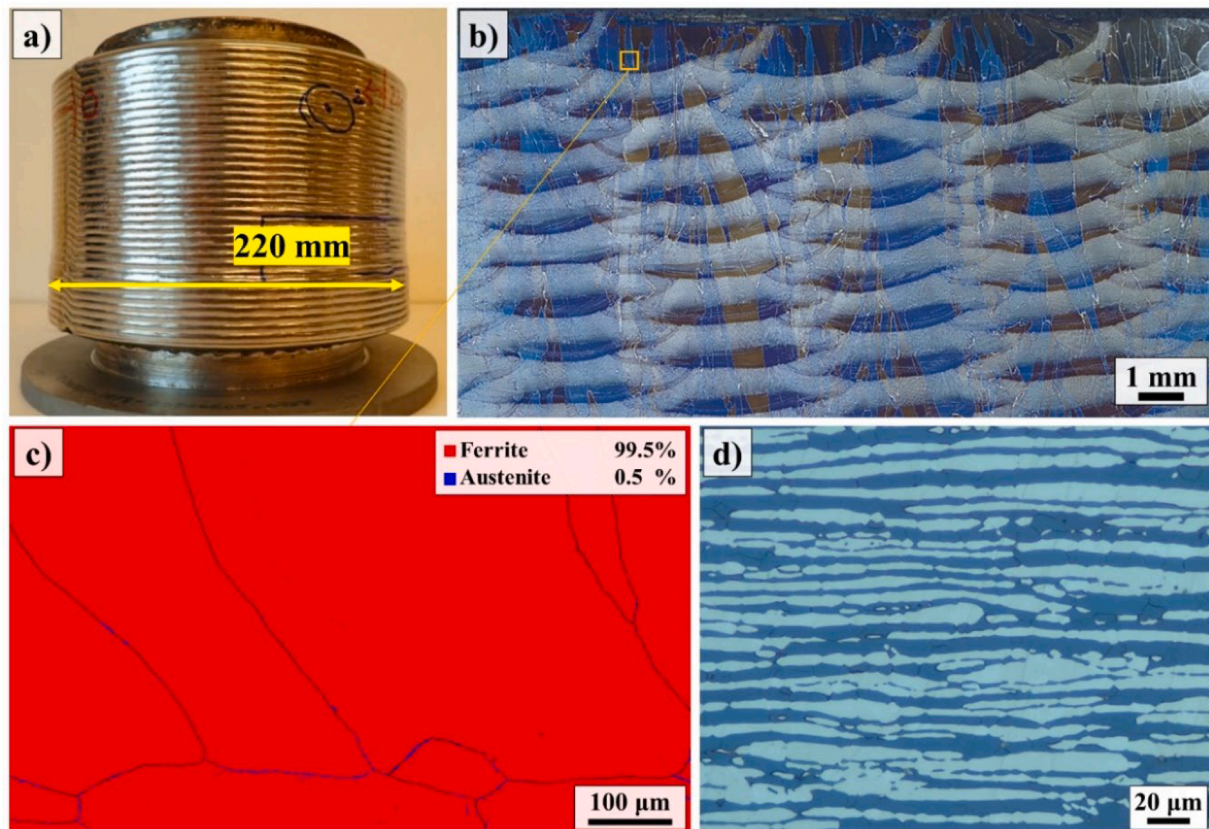 a)
220 mm
b)
1 mm
c)
Ferrite 99.5%
Austenite 0.5 %
100 µm
d)
20 µm